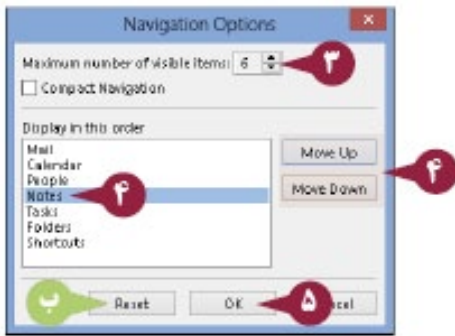 Navigation Options
Maximum number of visible items: 6
۳
Compact Navigation
Display in this order
Mail
Calendar
People
Notes
Tasks
Folders
Shortcuts
۴
Move Up
Move Down
۴
ب
Reset
OK
۵